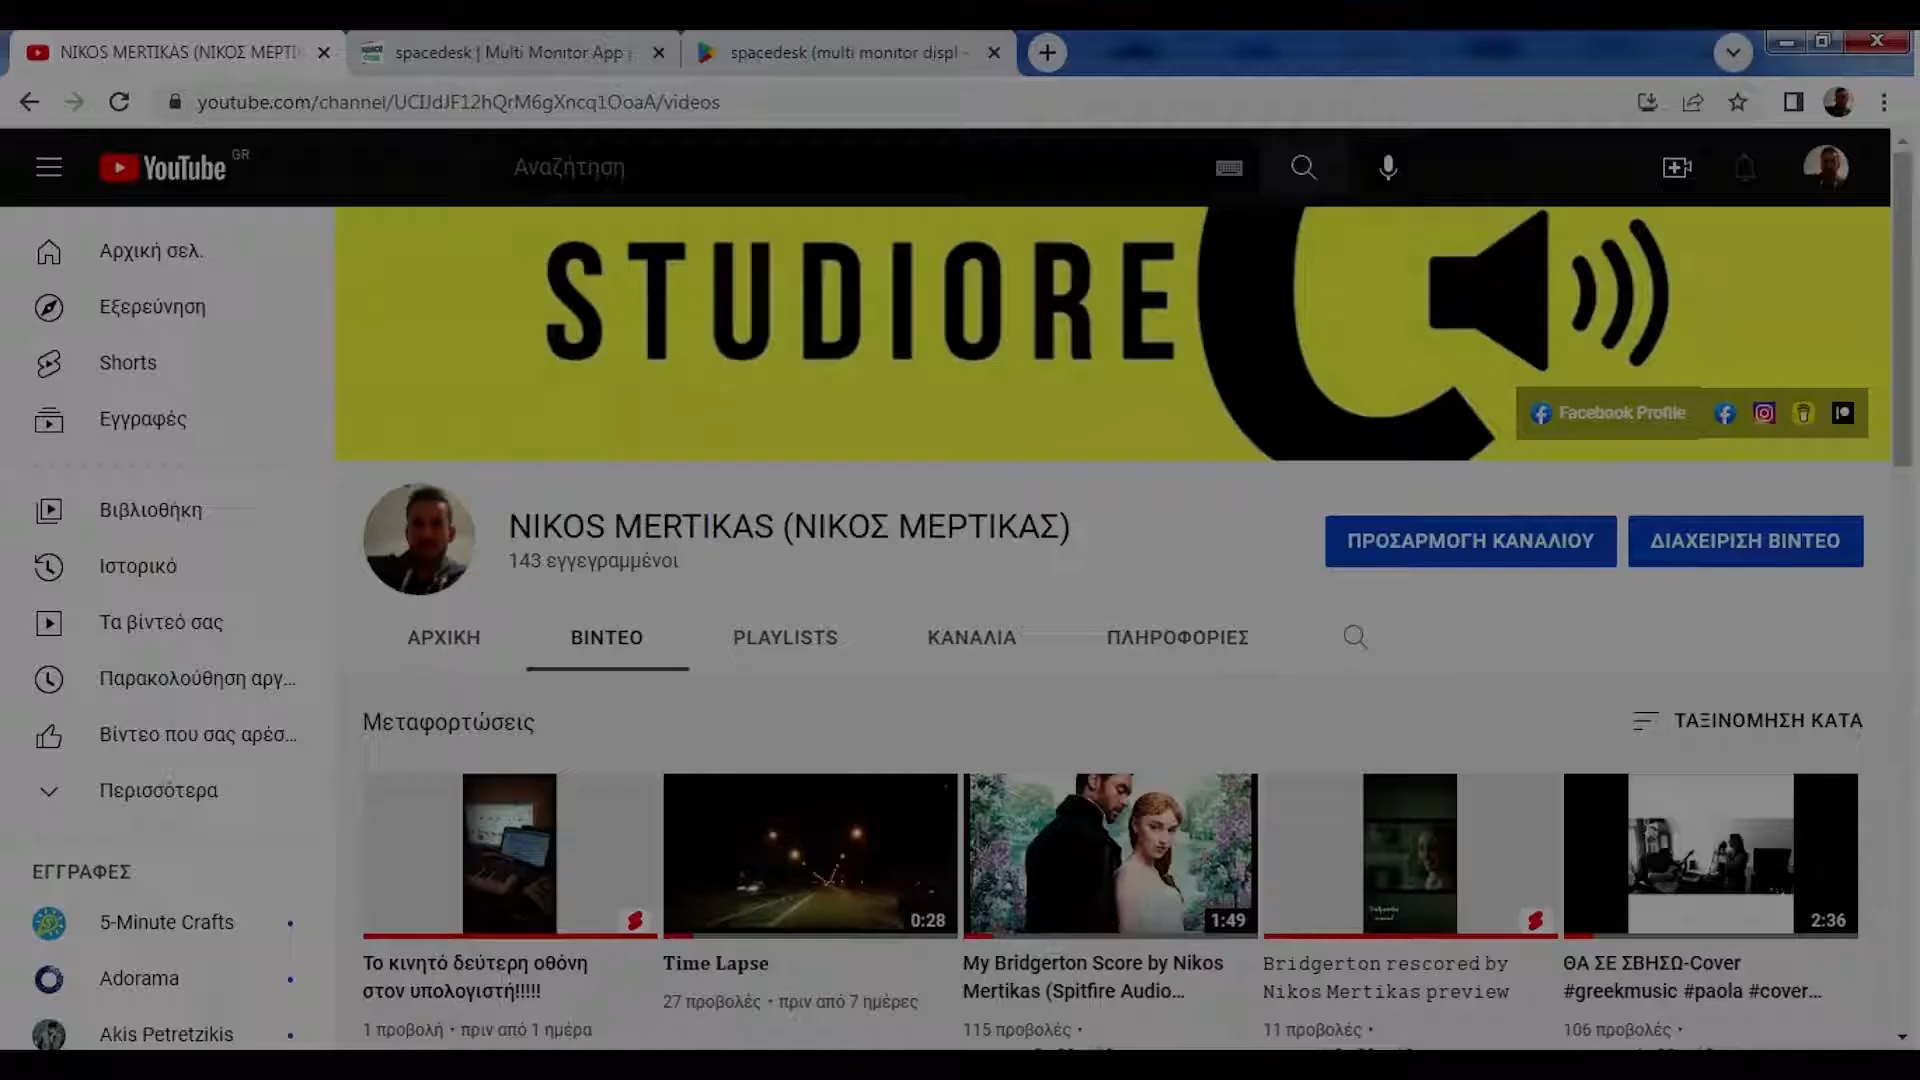 NIKOS MERTIKAS (ΝΙΚΟΣ ΜΕΡΤΙ
spacedesk | Multi Monitor App
spacedesk (multi monitor displ -
youtube.com/channel/UCIJdJF12hQrM6gXncq1OoaA/videos
YouTube GR
Αναζήτηση
Αρχική σελ.
Εξερεύνηση
Shorts
Εγγραφές
Βιβλιοθήκη
Ιστορικό
Τα βίντεό σας
Παρακολούθηση αργ...
Βίντεο που σας αρέσ...
Περισσότερα
ΕΓΓΡΑΦΕΣ
5-Minute Crafts
Adorama
Akis Petretzikis
STUDIOREC
Facebook Profile
NIKOS MERTIKAS (ΝΙΚΟΣ ΜΕΡΤΙΚΑΣ)
143 εγγεγραμμένοι
ΠΡΟΣΑΡΜΟΓΗ ΚΑΝΑΛΙΟΥ
ΔΙΑΧΕΙΡΙΣΗ ΒΙΝΤΕΟ
ΑΡΧΙΚΗ
ΒΙΝΤΕΟ
PLAYLISTS
ΚΑΝΑΛΙΑ
ΠΛΗΡΟΦΟΡΙΕΣ
Μεταφορτώσεις
ΤΑΞΙΝΟΜΗΣΗ ΚΑΤΑ
Το κινητό δεύτερη οθόνη
στον υπολογιστή!!!!!
1 προβολή • πριν από 1 ημέρα
0:28
Time Lapse
27 προβολές • πριν από 7 ημέρες
1:49
My Bridgerton Score by Nikos
Mertikas (Spitfire Audio...
115 προβολές •
Bridgerton rescored by
Nikos Mertikas preview
11 προβολές •
2:36
ΘΑ ΣΕ ΣΒΗΣΩ-Cover
#greekmusic #paola #cover...
106 προβολές •